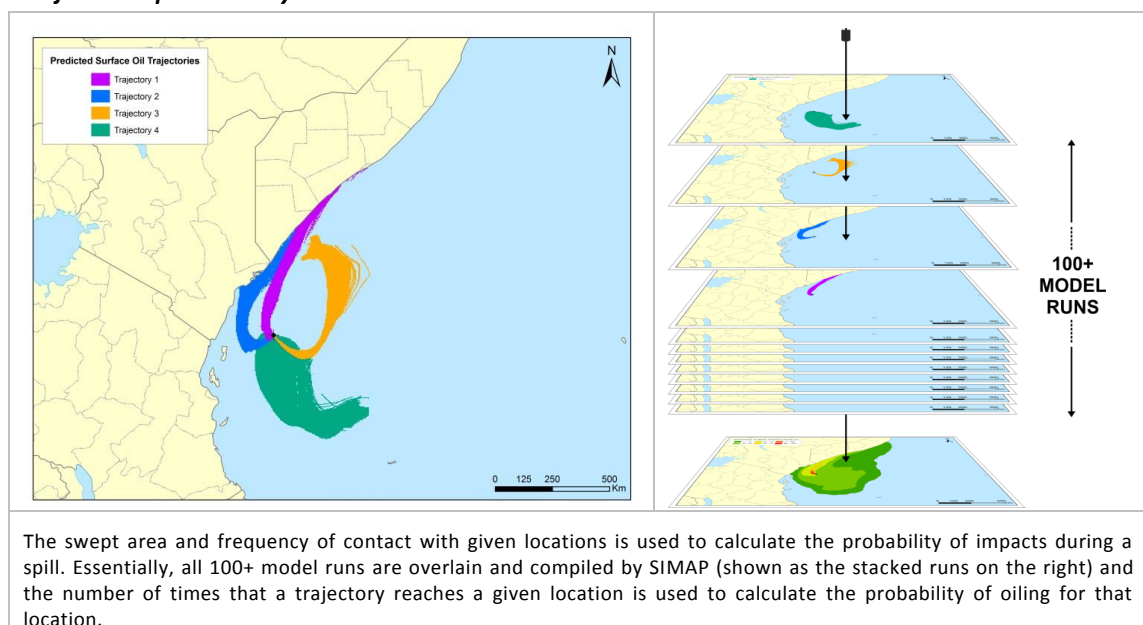 Predicted Surface Oil Trajectories
Trajectory 1
Trajectory 2
Trajectory 3
Trajectory 4
N
0 125 250 500
Km
100+
MODEL
RUNS
The swept area and frequency of contact with given locations is used to calculate the probability of impacts during a
spill. Essentially, all 100+ model runs are overlain and compiled by SIMAP (shown as the stacked runs on the right) and
the number of times that a trajectory reaches a given location is used to calculate the probability of oiling for that
location.